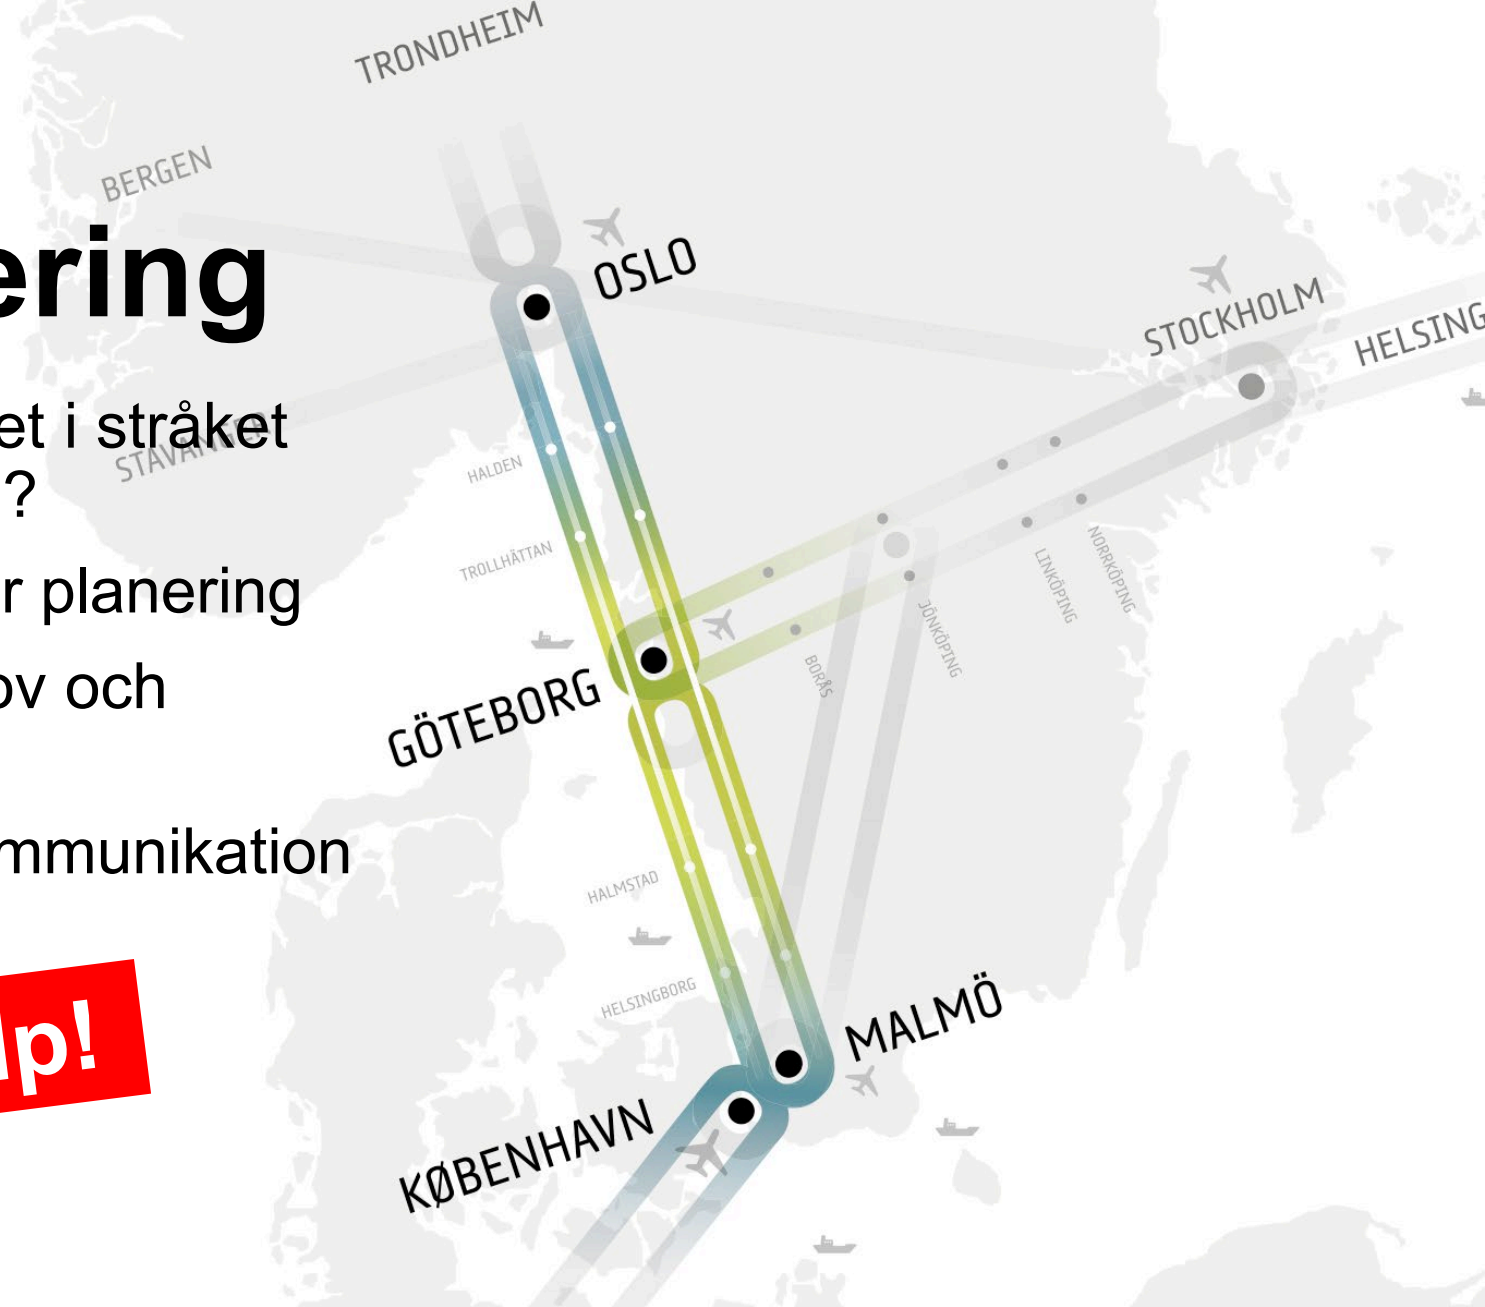 TRONDHEIM
BERGEN
ering
OSLO
STOCKHOLM
HELSING
et i stråket
STAVANGER
?
HALDEN
TROLLHÄTTAN
r planering
NORRKÖPING
LINKÖPING
JÖNKÖPING
BORÅS
ov och
GÖTEBORG
mmunikation
HALMSTAD
HELSINGBORG
lp!
MALMÖ
KØBENHAVN